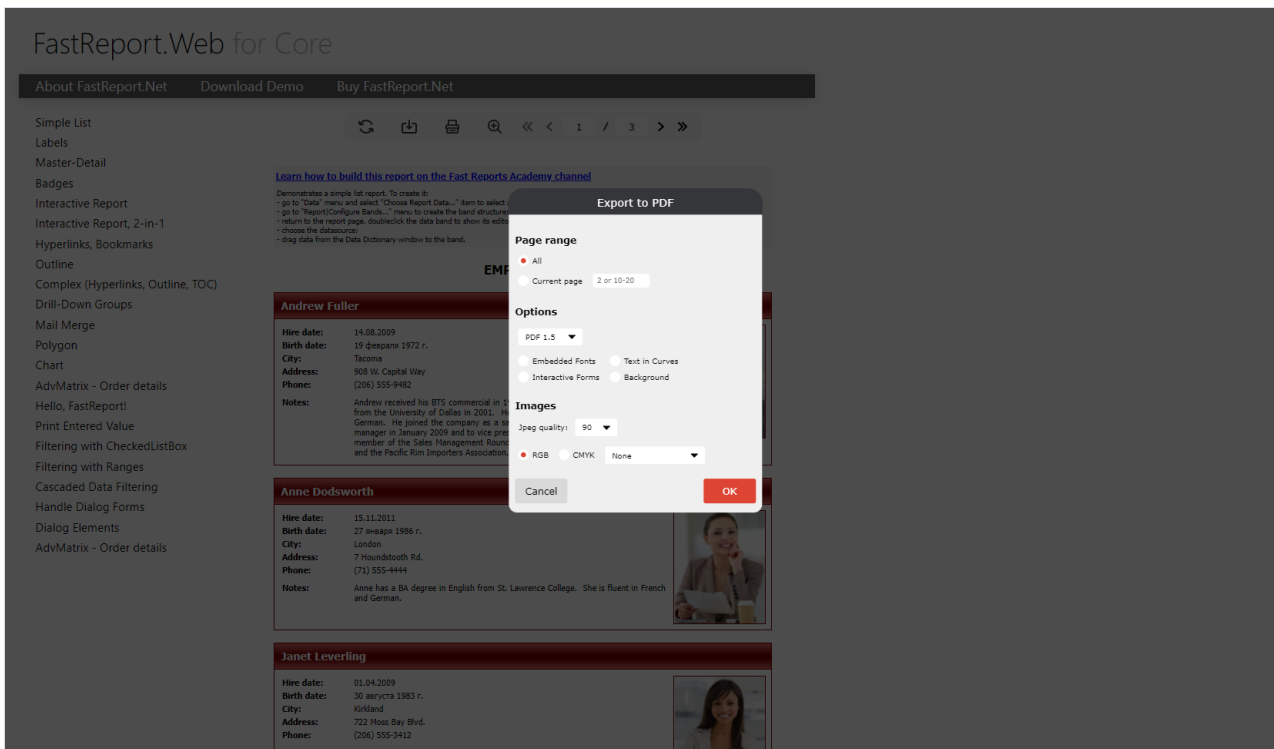 FastReport.Web for Core
About FastReport.Net Download Demo Buy FastReport.Net
Simple List
Labels
Master-Detail
Badges
Interactive Report
Interactive Report, 2-in-1
Hyperlinks, Bookmarks
Outline
Complex (Hyperlinks, Outline, TOC)
Drill-Down Groups
Mail Merge
Polygon
Chart
AdvMatrix - Order details
Hello, FastReport!
Print Entered Value
Filtering with CheckedListBox
Filtering with Ranges
Cascaded Data Filtering
Handle Dialog Forms
Dialog Elements
AdvMatrix - Order details
1 / 3
Learn how to build this report on the Fast Reports Academy channel
Demonstrates a simple list report. To create it:
- go to "Data" menu and select "Choose Report Data..." item to select
- go to "Report|Configure Bands..." menu to create the band structure;
- return to the report page, doubleclick the data band to show its
- choose the datasource;
- drag data from the Data Dictionary window to the band.
Andrew Fuller
Hire date: 14.08.2009
Birth date: 19 февраля 1972 г.
City: Tacoma
Address: 908 W. Capital Way
Phone: (206) 555-9482
Notes: Andrew received his BTS commercial in
from the University of Dallas in 2001.
German. He joined the company as a
manager in January 2009 and to vice
member of the Sales Management
and the Pacific Rim Importers Association.
Anne Dodsworth
Hire date: 15.11.2011
Birth date: 27 января 1986 г.
City: London
Address: 7 Houndstooth Rd.
Phone: (71) 555-4444
Notes: Anne has a BA degree in English from St. Lawrence College. She is fluent in French
and German.
Janet Leverling
Hire date: 01.04.2009
Birth date: 30 августа 1983 г.
City: Kirkland
Address: 722 Moss Bay Blvd.
Phone: (206) 555-3412
Export to PDF
Page range
All
Current page 2 or 10-20
Options
PDF 1.5
Embedded Fonts Text in Curves
Interactive Forms Background
Images
Jpeg quality: 90
RGB CMYK None
Cancel OK